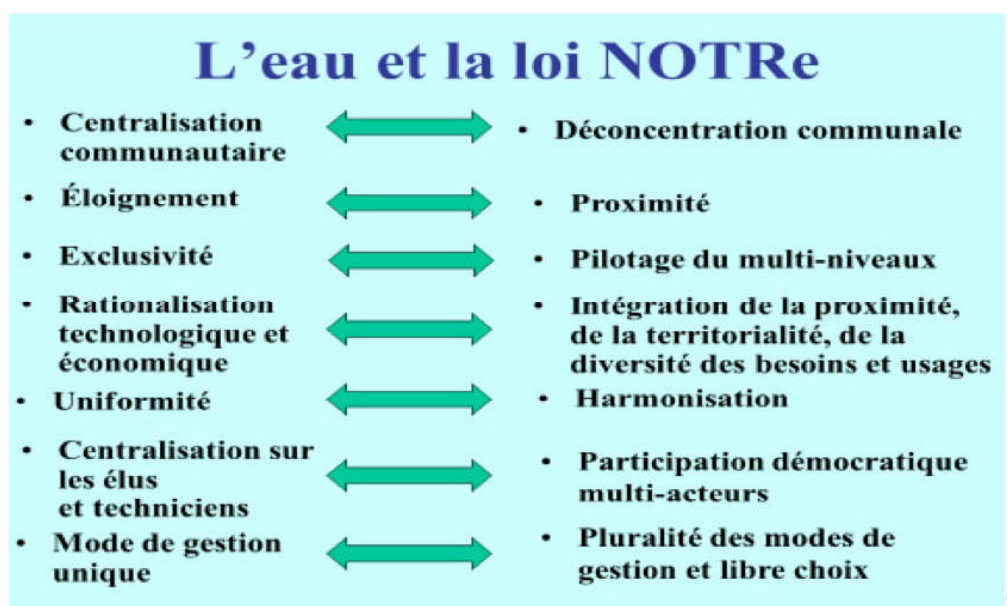 L'eau et la loi NOTRe
• Centralisation
communautaire
• Déconcentration communale
• Éloignement
• Proximité
• Exclusivité
• Pilotage du multi-niveaux
• Rationalisation
technologique et
économique
• Intégration de la proximité,
de la territorialité, de la
diversité des besoins et usages
• Uniformité
• Harmonisation
• Centralisation sur
les élus
et techniciens
• Participation démocratique
multi-acteurs
• Mode de gestion
unique
• Pluralité des modes de
gestion et libre choix